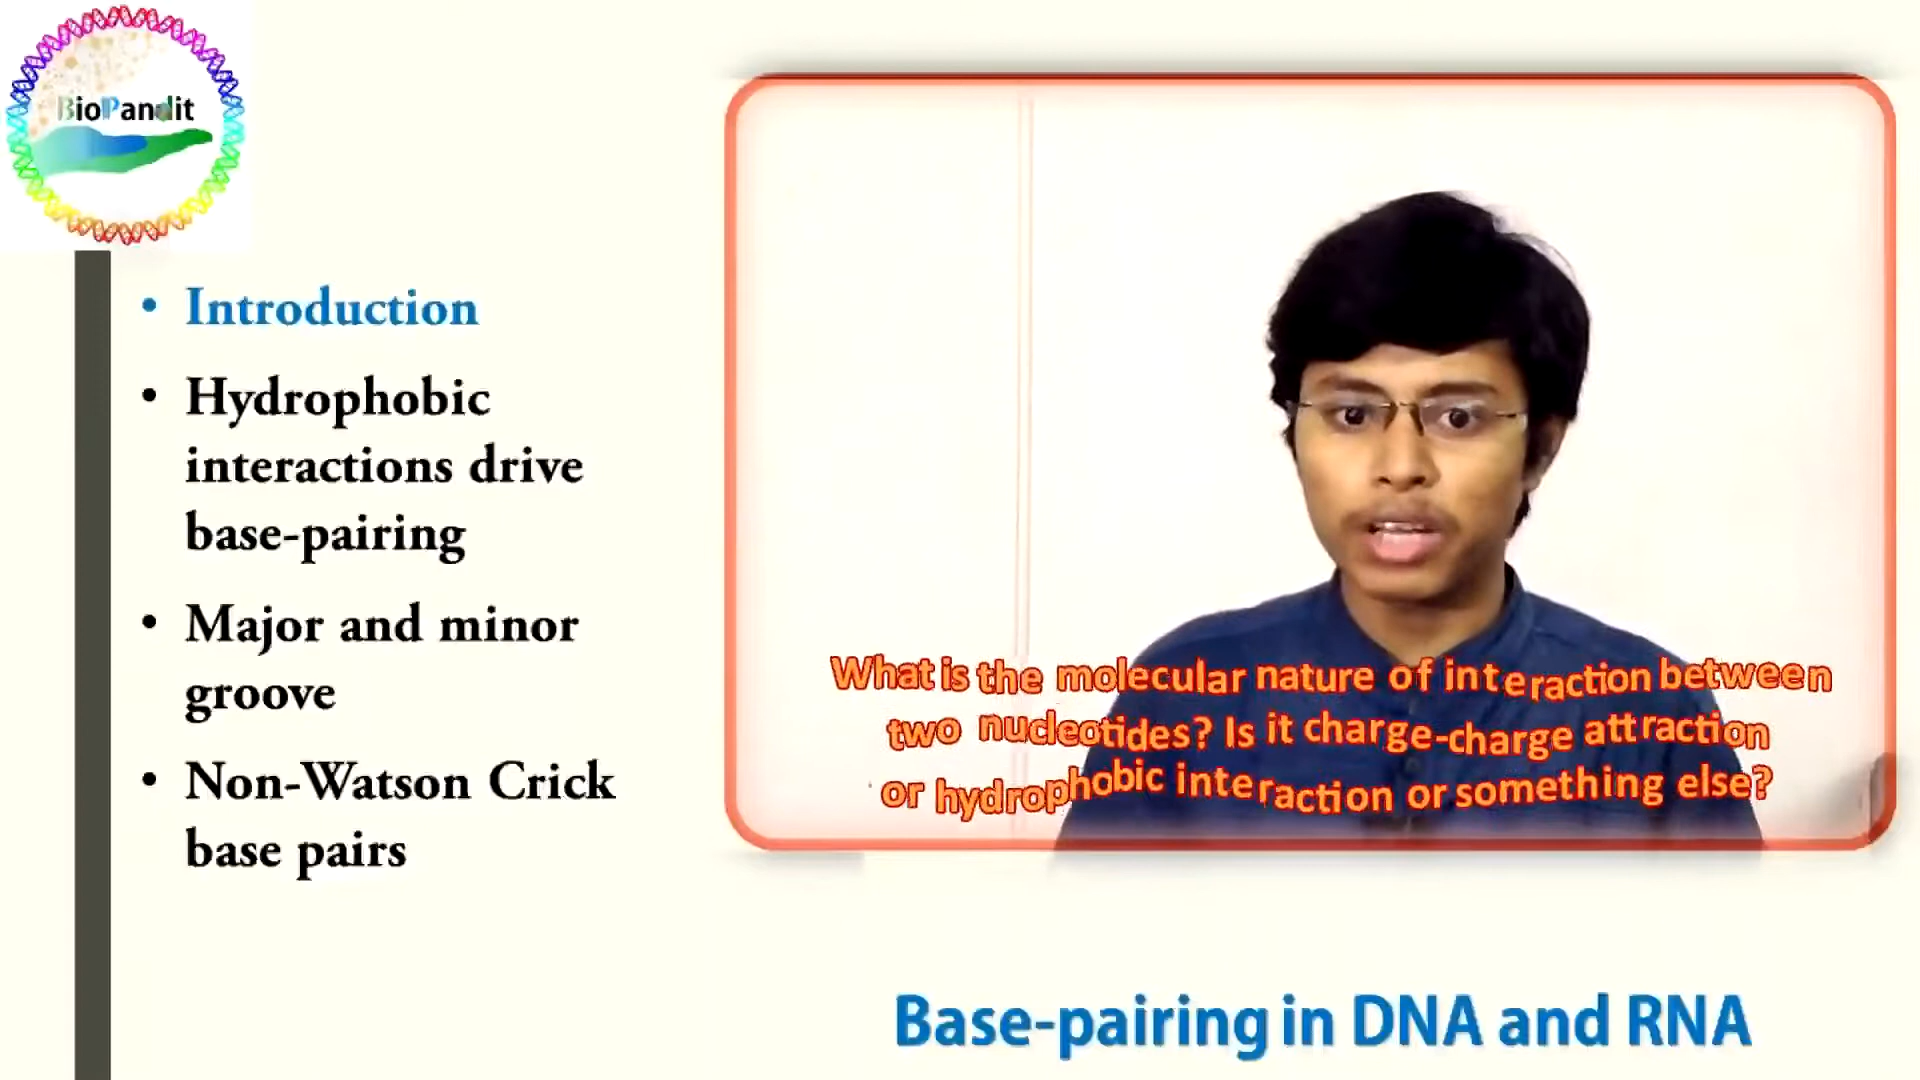 BioPandit
• Introduction
• Hydrophobic
interactions drive
base-pairing
• Major and minor
groove
• Non-Watson Crick
base pairs
What is the molecular nature of interaction between
two nucleotides? Is it charge-charge attraction
or hydrophobic interaction or something else?
Base-pairing in DNA and RNA